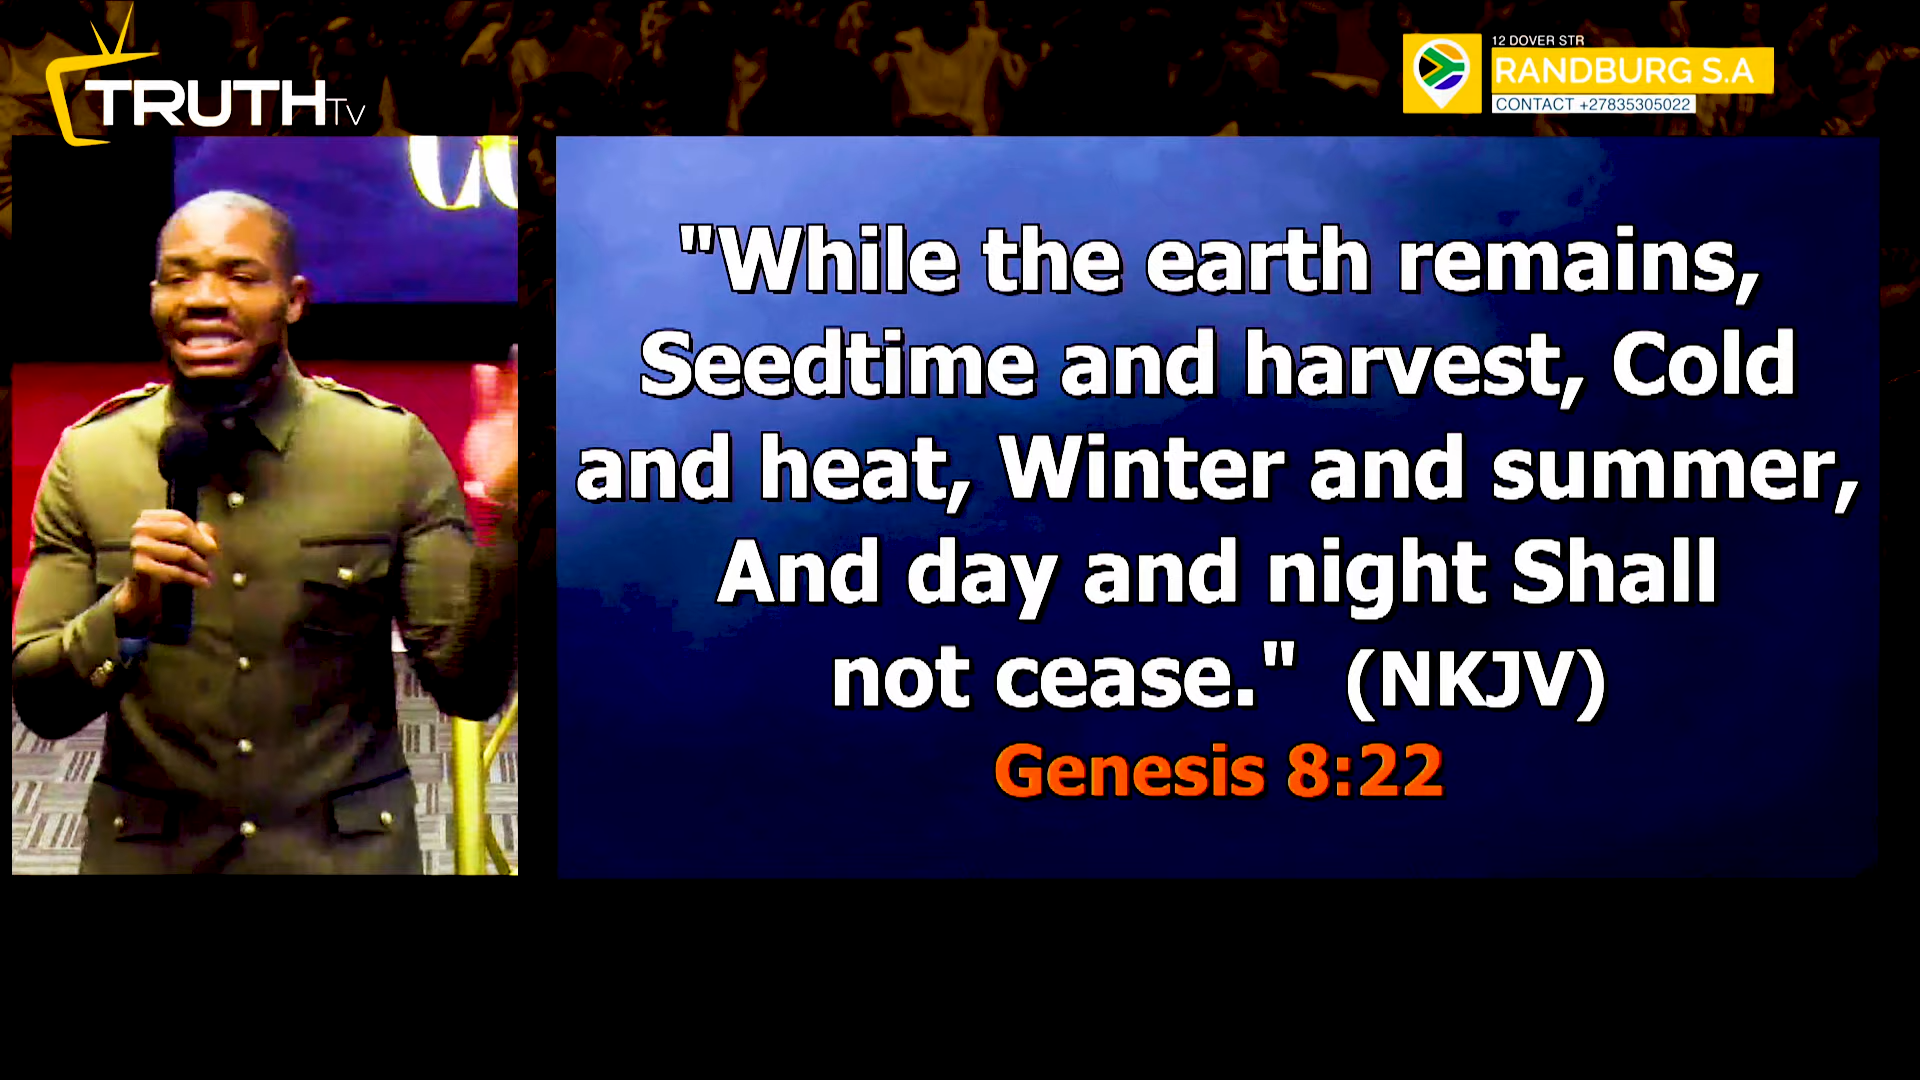 TRUTHTv
12 DOVER STR
RANDBURG S.A
CONTACT +27835305022
"While the earth remains,
Seedtime and harvest, Cold
and heat, Winter and summer,
And day and night Shall
not cease." (NKJV)
Genesis 8:22